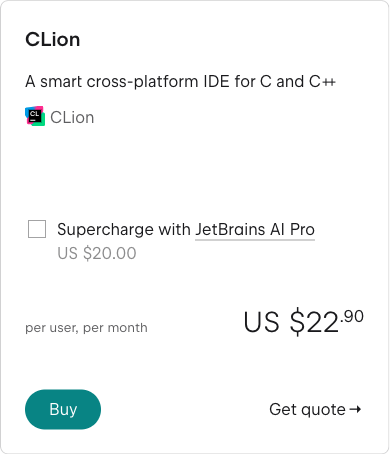 CLion
A smart cross-platform IDE for C and C++
CL
CLion
Supercharge with JetBrains AI Pro
US $20.00
per user, per month
US $22.90
Buy
Get quote →